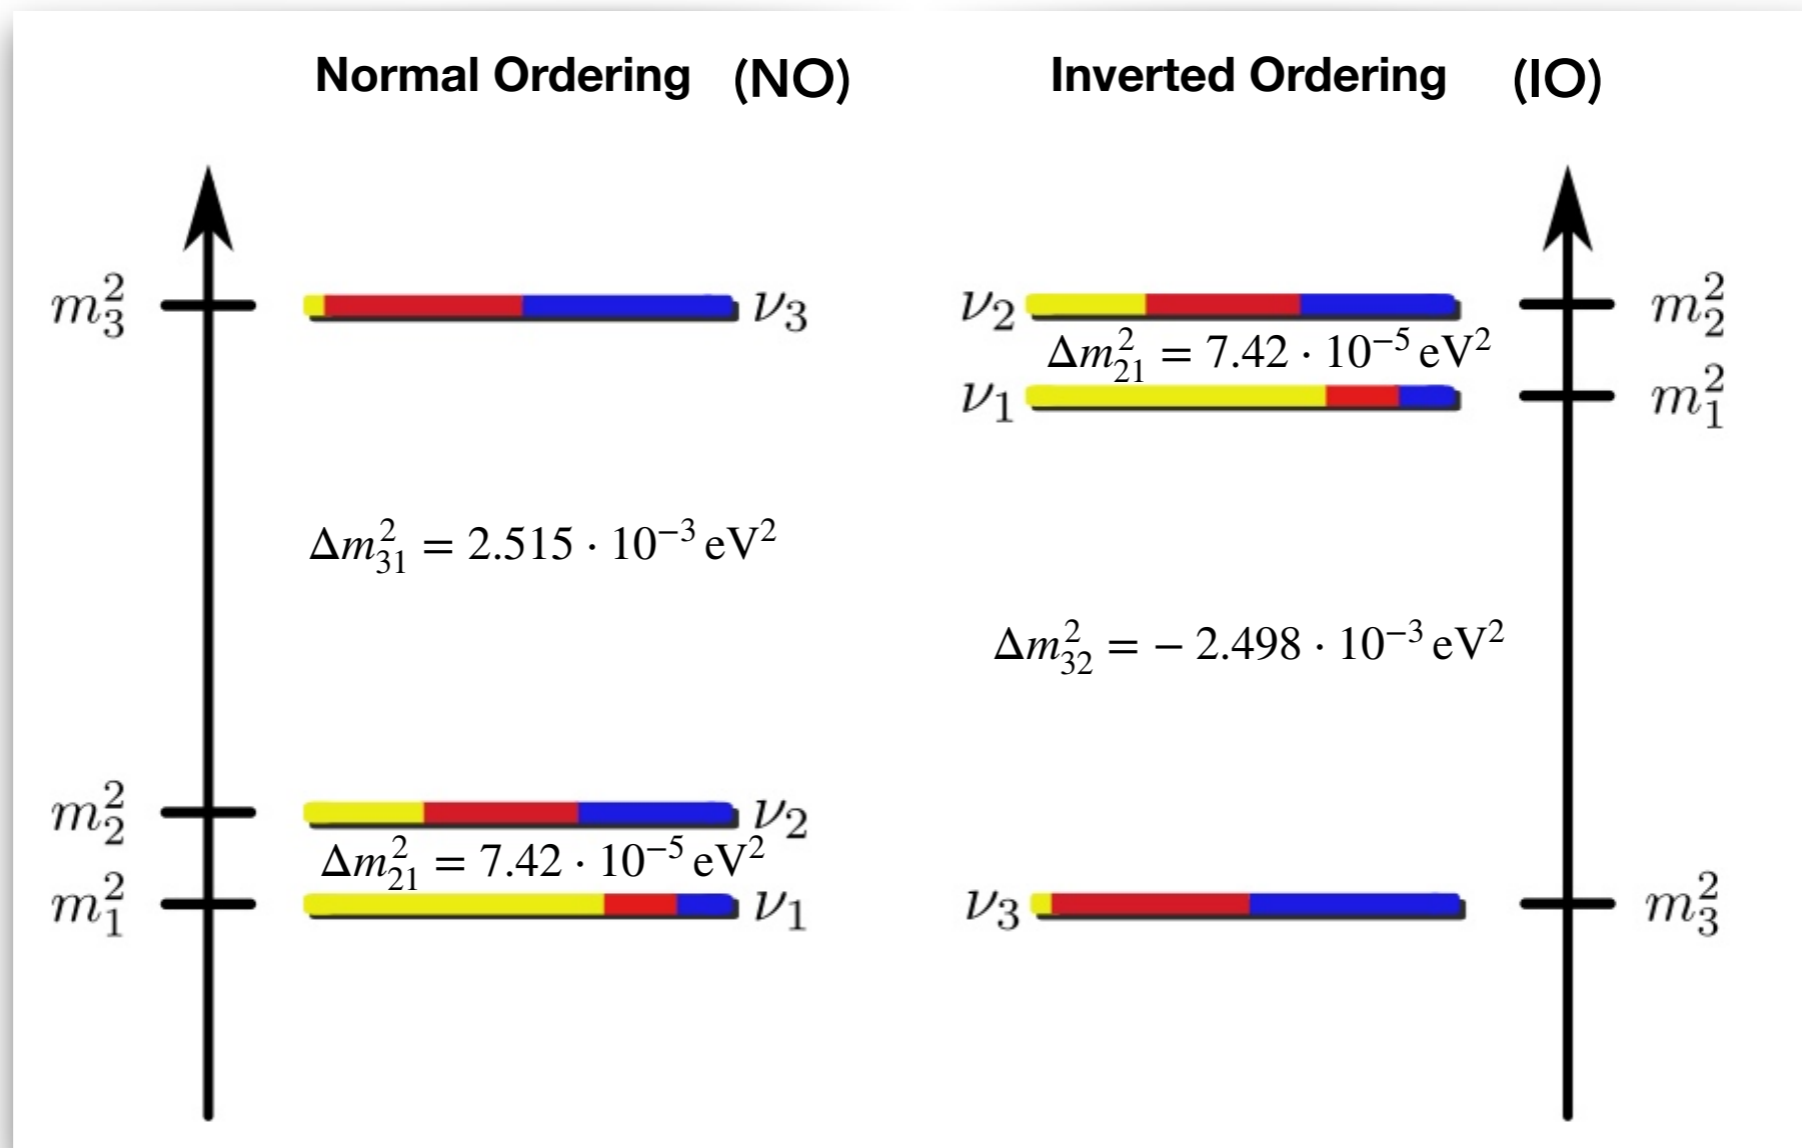 Normal Ordering (NO)
m₃² ν₃
Δm²₃₁ = 2.515 · 10⁻³ eV²
m₂² ν₂
Δm²₂₁ = 7.42 · 10⁻⁵ eV²
m₁² ν₁
Inverted Ordering (IO)
ν₂ m₂²
Δm²₂₁ = 7.42 · 10⁻⁵ eV²
ν₁ m₁²
Δm²₃₂ = − 2.498 · 10⁻³ eV²
ν₃ m₃²